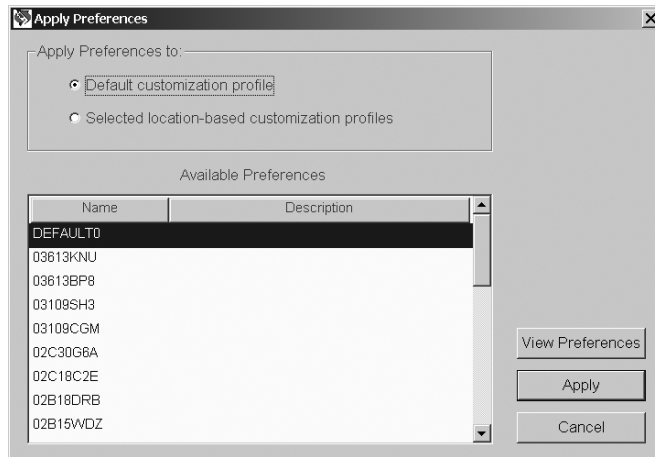 Apply Preferences
Apply Preferences to:
Default customization profile
Selected location-based customization profiles
Available Preferences
Name Description
DEFAULT0
03613KNU
03613BP8
03109SH3
03109CGM
02C30G6A
02C18C2E
02B18DRB
02B15WDZ
View Preferences
Apply
Cancel